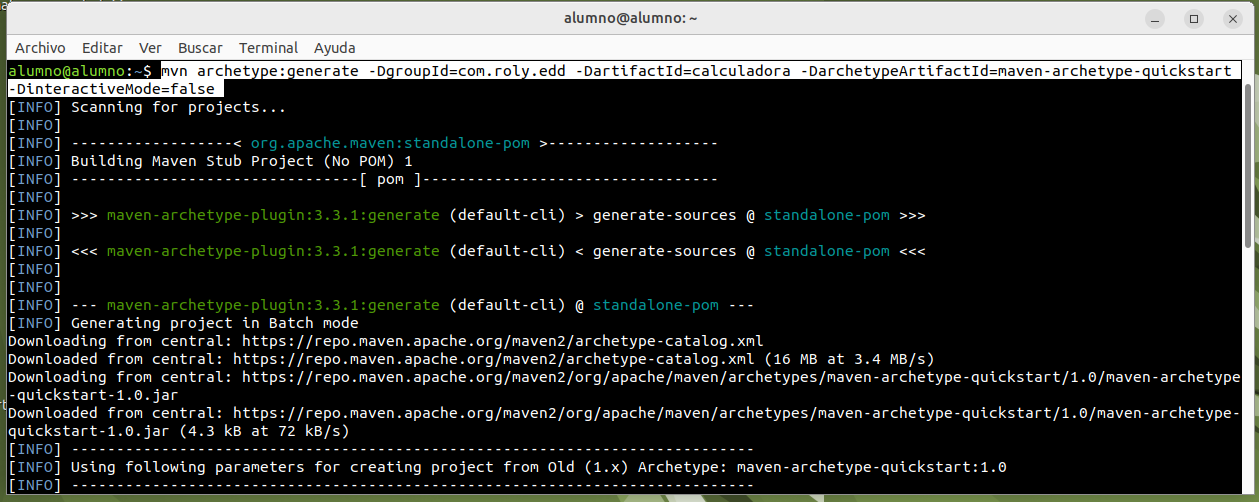 alumno@alumno: ~
Archivo Editar Ver Buscar Terminal Ayuda
alumno@alumno:~$ mvn archetype:generate -DgroupId=com.roly.edd -DartifactId=calculadora -DarchetypeArtifactId=maven-archetype-quickstart
-DinteractiveMode=false
[INFO] Scanning for projects...
[INFO]
[INFO] ------------------< org.apache.maven:standalone-pom >-------------------
[INFO] Building Maven Stub Project (No POM) 1
[INFO] --------------------------------[ pom ]---------------------------------
[INFO]
[INFO] >>> maven-archetype-plugin:3.3.1:generate (default-cli) > generate-sources @ standalone-pom >>>
[INFO]
[INFO] <<< maven-archetype-plugin:3.3.1:generate (default-cli) < generate-sources @ standalone-pom <<<
[INFO]
[INFO]
[INFO] --- maven-archetype-plugin:3.3.1:generate (default-cli) @ standalone-pom ---
[INFO] Generating project in Batch mode
Downloading from central: https://repo.maven.apache.org/maven2/archetype-catalog.xml
Downloaded from central: https://repo.maven.apache.org/maven2/archetype-catalog.xml (16 MB at 3.4 MB/s)
Downloading from central: https://repo.maven.apache.org/maven2/org/apache/maven/archetypes/maven-archetype-quickstart/1.0/maven-archetype
-quickstart-1.0.jar
Downloaded from central: https://repo.maven.apache.org/maven2/org/apache/maven/archetypes/maven-archetype-quickstart/1.0/maven-archetype-
quickstart-1.0.jar (4.3 kB at 72 kB/s)
[INFO] ----------------------------------------------------------------------------
[INFO] Using following parameters for creating project from Old (1.x) Archetype: maven-archetype-quickstart:1.0
[INFO] ----------------------------------------------------------------------------